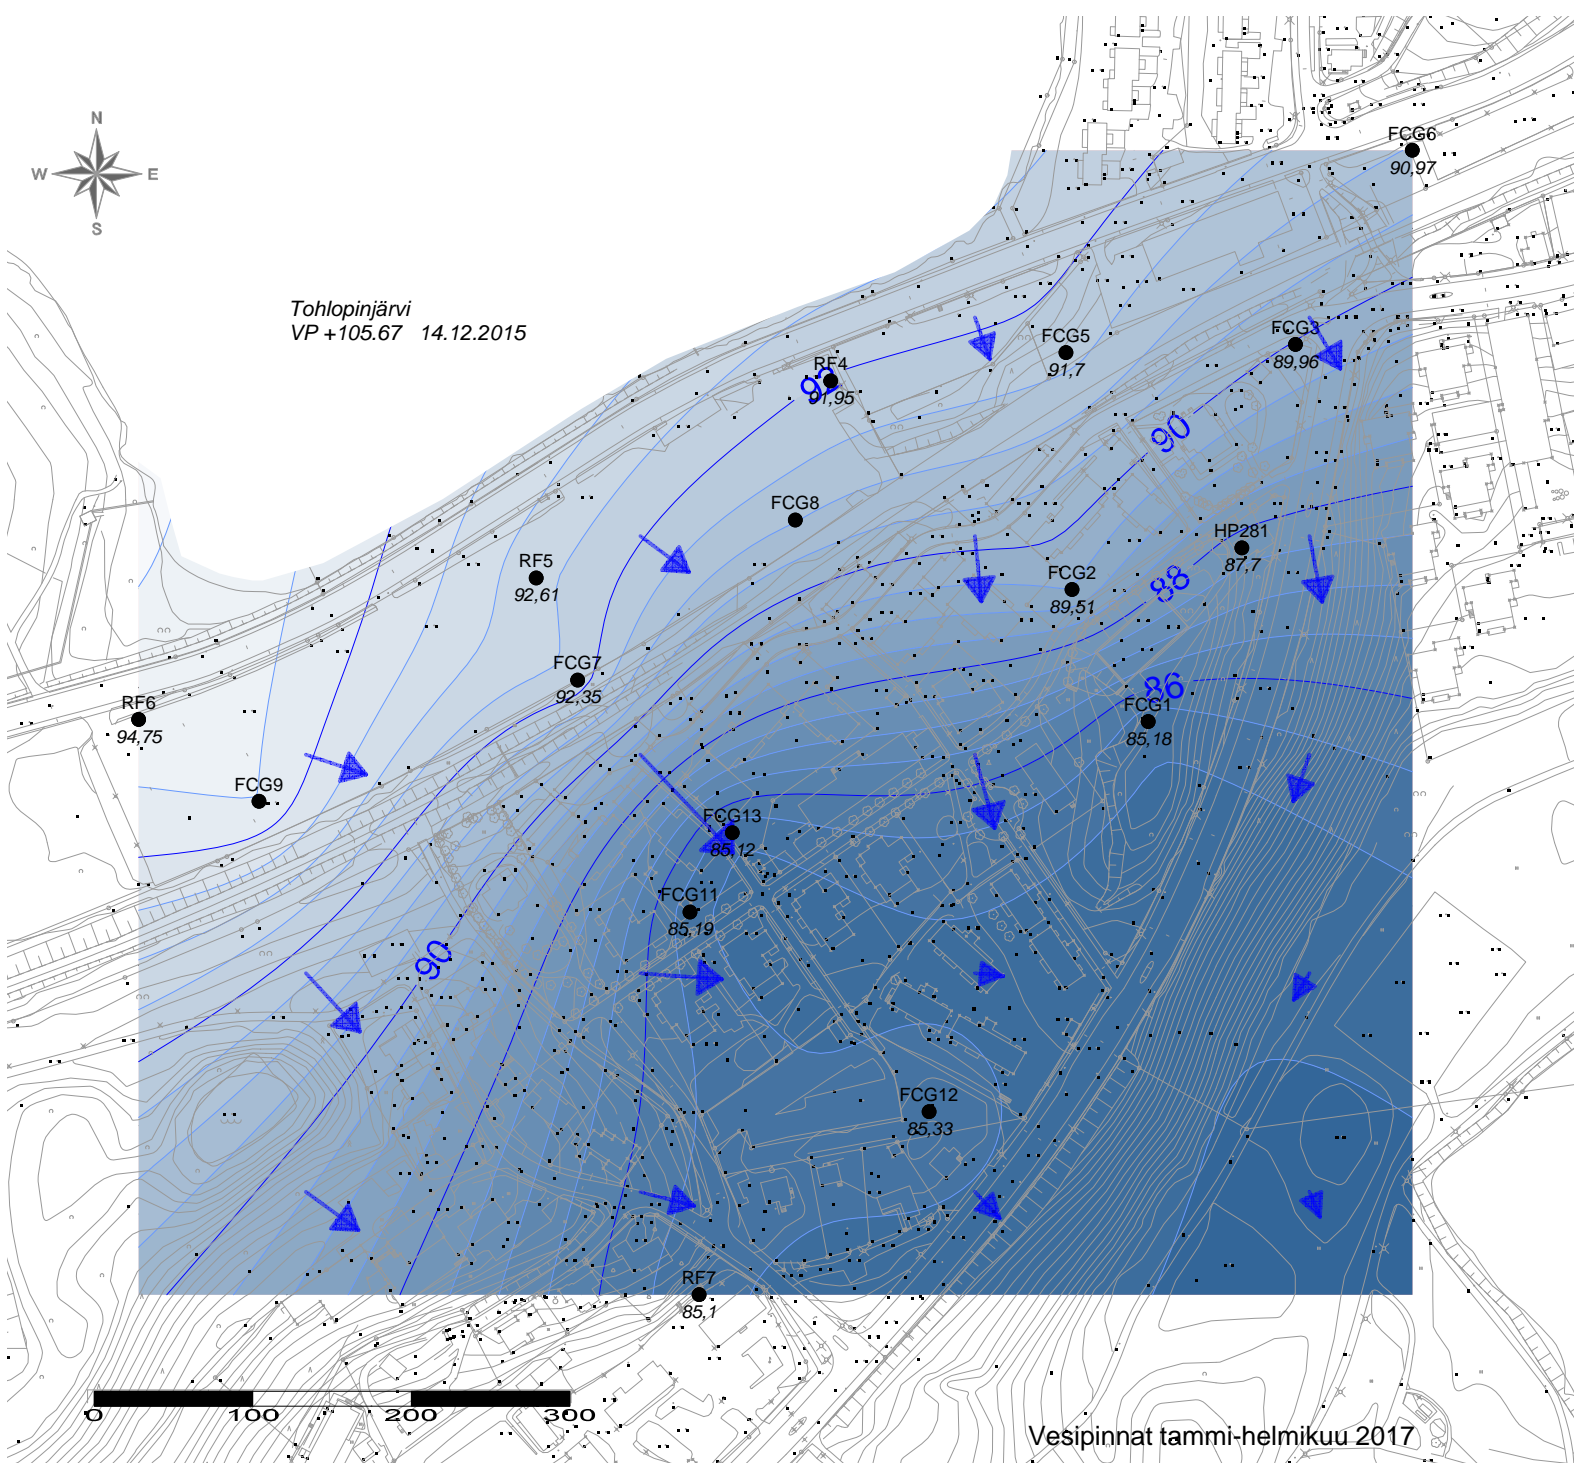 N
W E
S
Tohlopinjärvi
VP +105.67 14.12.2015
FCG6
90,97
FCG5
91,7
FCG3
89,96
RF4
92
91,95
90
FCG8
HP281
87,7
RF5
92,61
FCG2
89,51
88
FCG7
92,35
86
FCG1
85,18
RF6
94,75
FCG9
FCG13
85,12
FCG11
85,19
90
FCG12
85,33
RF7
85,1
0 100 200 300
Vesipinnat tammi-helmikuu 2017